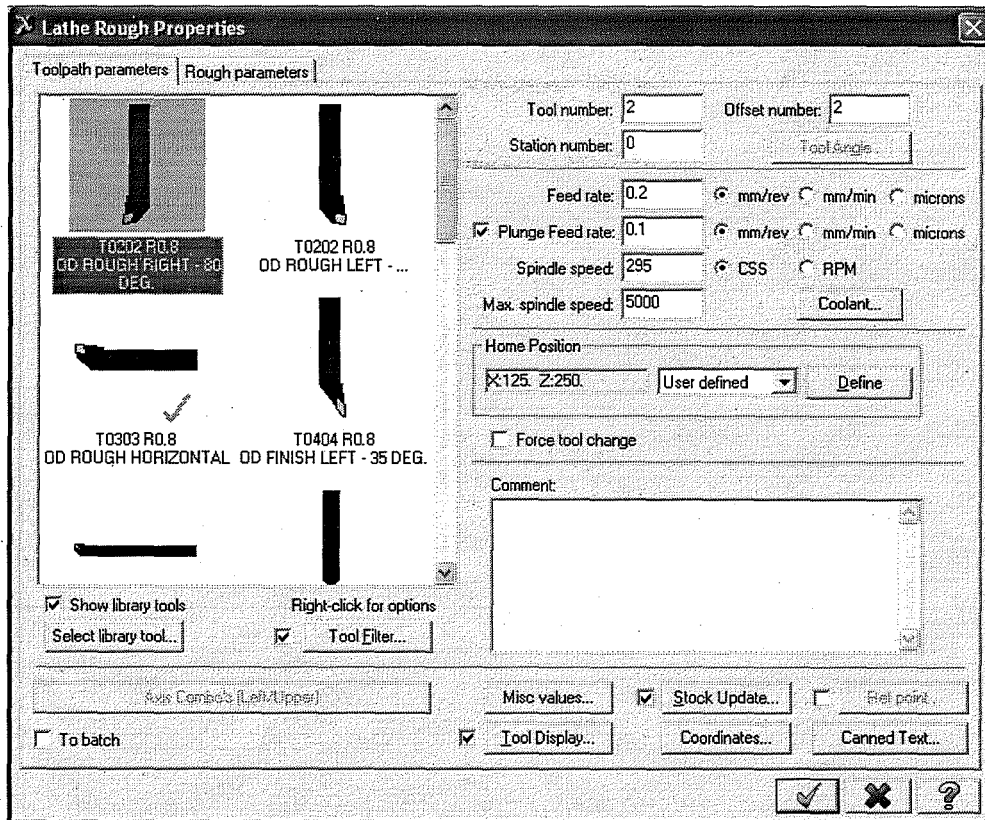 Lathe Rough Properties
Toolpath parameters
Rough parameters
T0202 R0.8
OD ROUGH RIGHT - 80
DEG.
T0202 R0.8
OD ROUGH LEFT - ...
T0303 R0.8
OD ROUGH HORIZONTAL
T0404 R0.8
OD FINISH LEFT - 35 DEG.
Show library tools
Right-click for options
Select library tool...
Tool Filter...
Tool number: 2
Offset number: 2
Station number: 0
Tool Angle...
Feed rate: 0.2 mm/rev mm/min microns
Plunge Feed rate: 0.1 mm/rev mm/min microns
Spindle speed: 295 CSS RPM
Max. spindle speed: 5000
Coolant...
Home Position
X:125. Z:250.
User defined
Define
Force tool change
Comment:
Axis Combo's (Left/Upper)
Misc values...
Stock Update...
Ref point...
To batch
Tool Display...
Coordinates...
Canned Text...